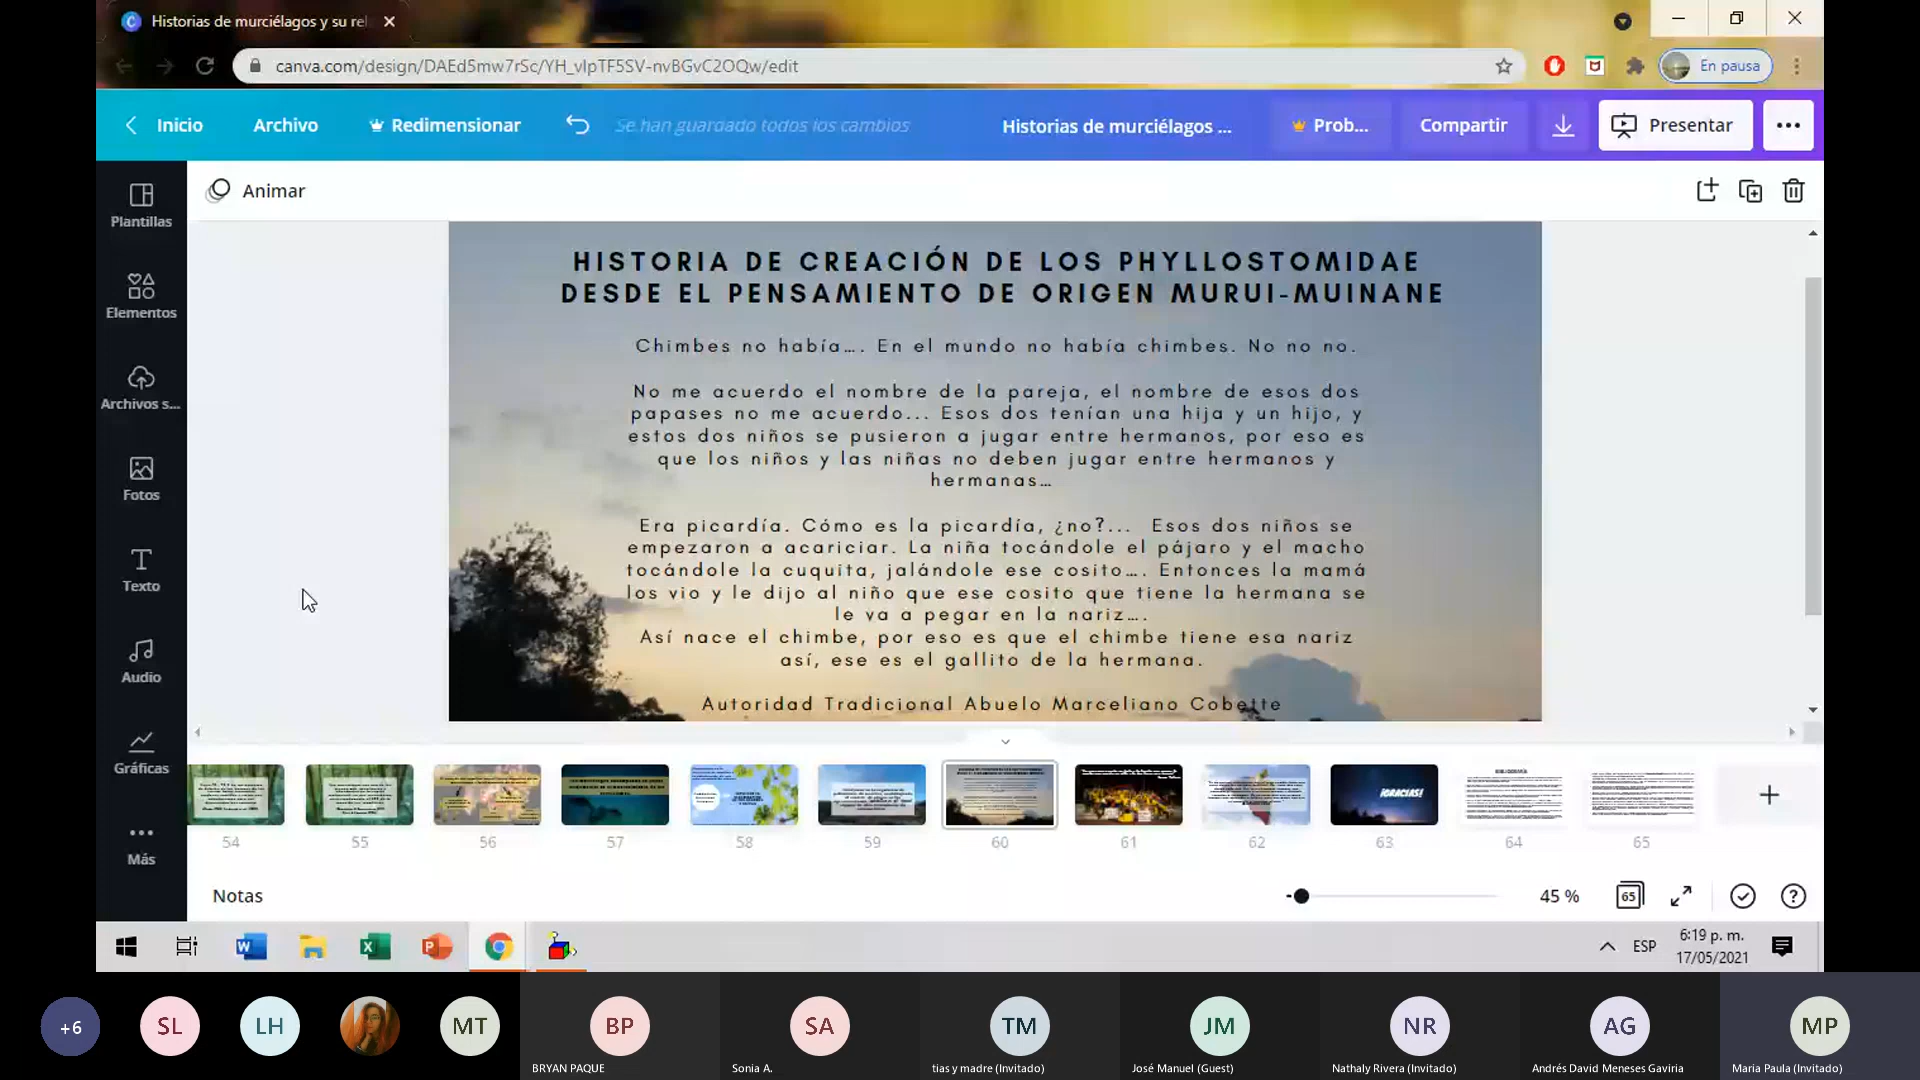 Historias de murciélagos y su rel
canva.com/design/DAEd5mw7rSc/YH_vlpTF5SV-nvBGvC2OQw/edit
En pausa
Inicio
Archivo
Redimensionar
Se han guardado todos los cambios
Historias de murciélagos ...
Prob...
Compartir
Presentar
Animar
Plantillas
Elementos
Archivos s...
Fotos
Texto
Audio
Gráficas
Más
HISTORIA DE CREACIÓN DE LOS PHYLLOSTOMIDAE
DESDE EL PENSAMIENTO DE ORIGEN MURUI-MUINANE
Chimbes no había.... En el mundo no había chimbes. No no no.
No me acuerdo el nombre de la pareja, el nombre de esos dos
papases no me acuerdo... Esos dos tenían una hija y un hijo, y
estos dos niños se pusieron a jugar entre hermanos, por eso es
que los niños y las niñas no deben jugar entre hermanos y
hermanas...
Era picardía. Cómo es la picardía, ¿no?... Esos dos niños se
empezaron a acariciar. La niña tocándole el pájaro y el macho
tocándole la cuquita, jalándole ese cosito.... Entonces la mamá
los vio y le dijo al niño que ese cosito que tiene la hermana se
le va a pegar en la nariz....
Así nace el chimbe, por eso es que el chimbe tiene esa nariz
así, ese es el gallito de la hermana.
Autoridad Tradicional Abuelo Marceliano Cobette
¡GRACIAS!
54
55
56
57
58
59
60
61
62
63
64
65
Notas
45 %
65
ESP
6:19 p. m.
17/05/2021
+6
SL
LH
MT
BP
SA
TM
JM
NR
AG
MP
BRYAN PAQUE
Sonia A.
tias y madre (Invitado)
José Manuel (Guest)
Nathaly Rivera (Invitado)
Andrés David Meneses Gaviria
Maria Paula (Invitado)